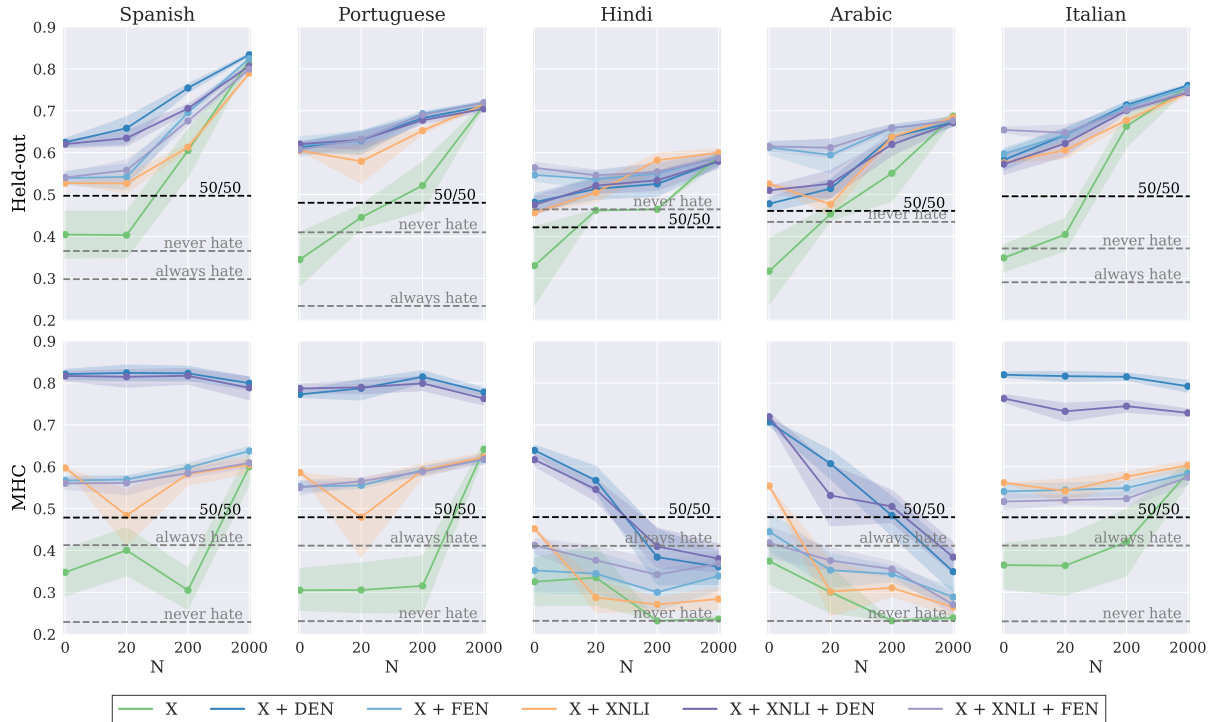 Spanish Portuguese Hindi Arabic Italian
Held-out
0.9
0.8
0.7
0.6
0.5
0.4
0.3
0.2
50/50
never hate
always hate
50/50
never hate
always hate
never hate
50/50
50/50
never hate
50/50
never hate
always hate
MHC
0.9
0.8
0.7
0.6
0.5
0.4
0.3
0.2
50/50
always hate
never hate
50/50
always hate
never hate
50/50
always hate
never hate
50/50
always hate
never hate
50/50
always hate
never hate
0 20 200 2000 0 20 200 2000 0 20 200 2000 0 20 200 2000 0 20 200 2000
N N N N N
X X + DEN X + FEN X + XNLI X + XNLI + DEN X + XNLI + FEN